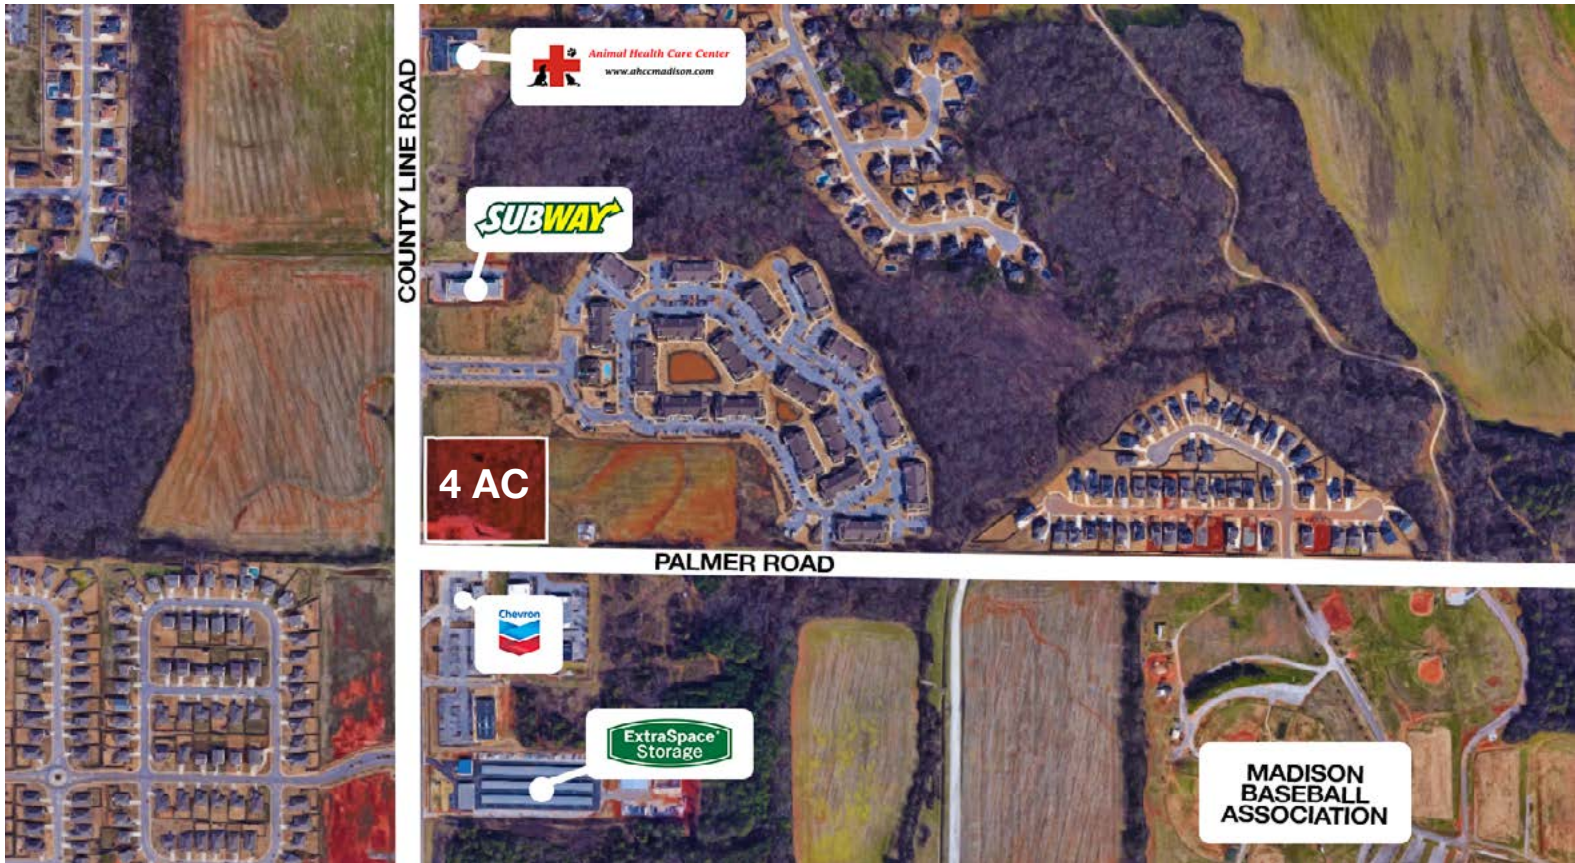 Animal Health Care Center
www.ahccmadison.com
COUNTY LINE ROAD
SUBWAY
4 AC
PALMER ROAD
Chevron
ExtraSpace®
Storage
MADISON
BASEBALL
ASSOCIATION